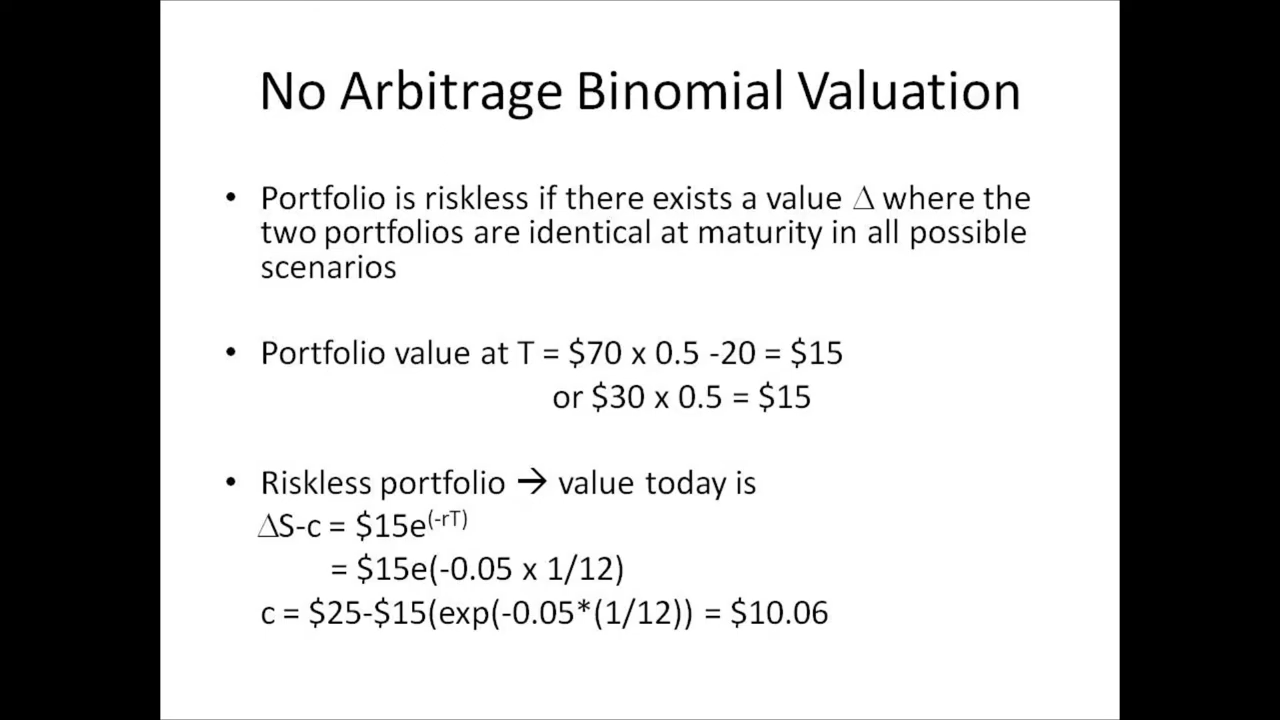 No Arbitrage Binomial Valuation
• Portfolio is riskless if there exists a value Δ where the
two portfolios are identical at maturity in all possible
scenarios
• Portfolio value at T = $70 x 0.5 -20 = $15
or $30 x 0.5 = $15
• Riskless portfolio → value today is
ΔS-c = $15e(-rT)
= $15e(-0.05 x 1/12)
c = $25-$15(exp(-0.05*(1/12)) = $10.06